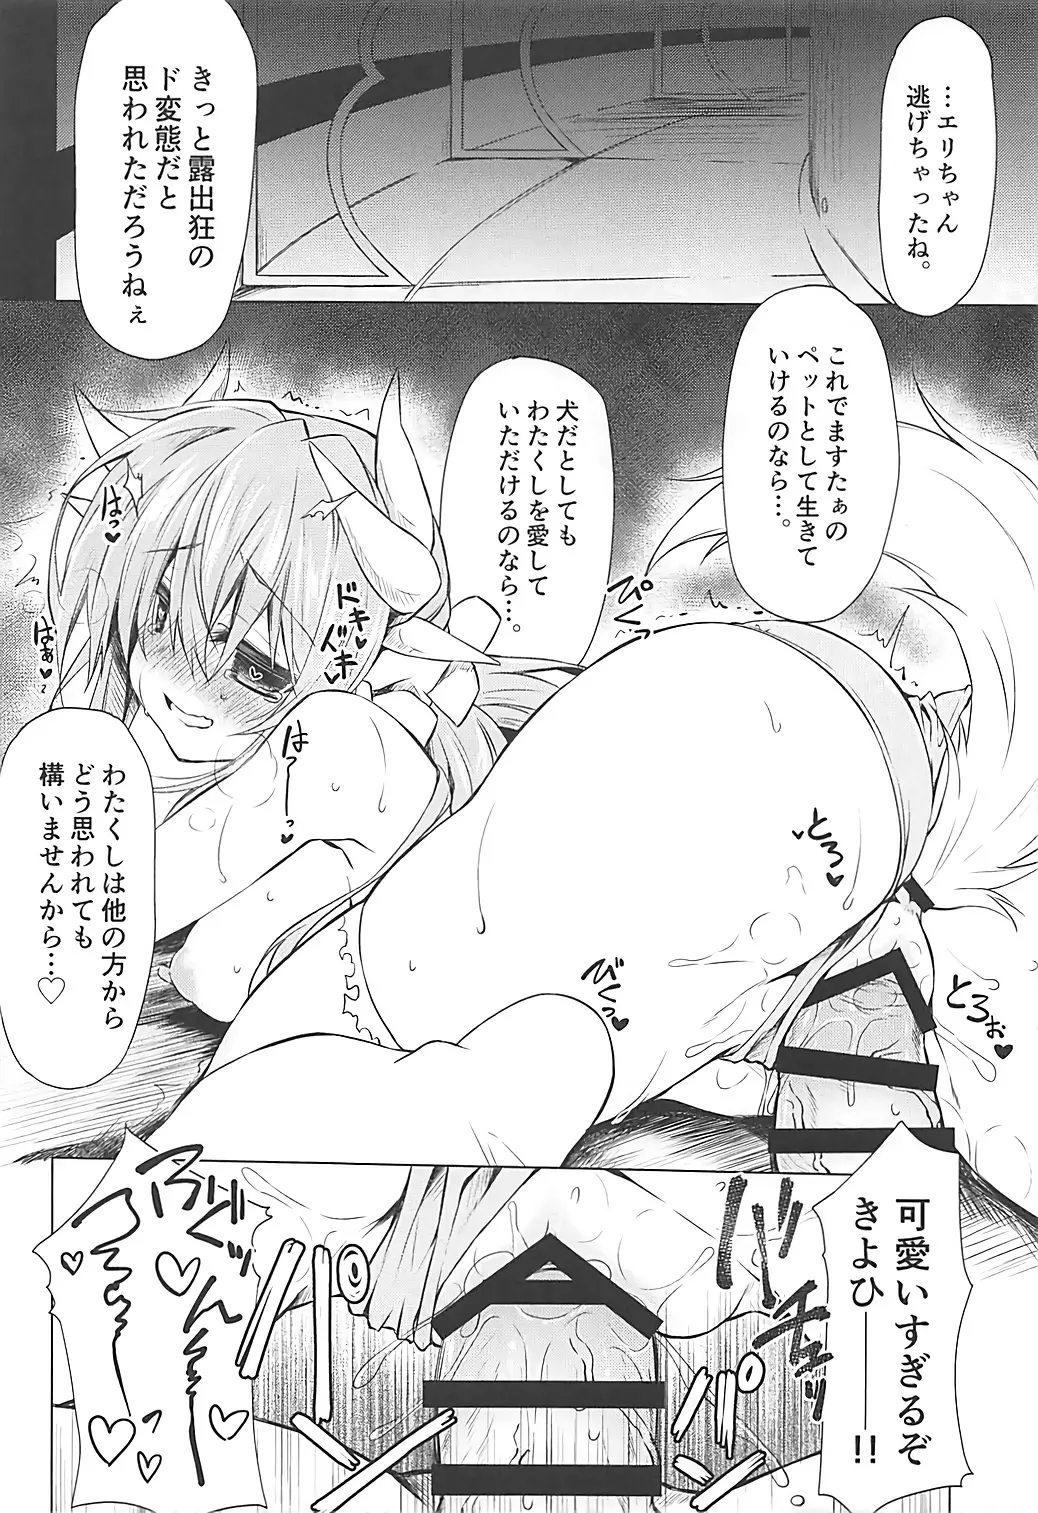 …エリちゃん
逃げちゃったね。
きっと露出狂の
ド変態だと
思われただろうねぇ
これでますたぁの
ペットとして生きて
いけるのなら…。
犬だとしても
わたくしを愛して
いただけるのなら…。
ぴくっ
はっ♥
ドキ♥
ドキ
はぁ♥
はっ
♥とろ♥
びくっ♥
とろぉ♥
わたくしは他の方から
どう思われても
構いませんから…♡
可愛いすぎるぞ
きよひーーー!!